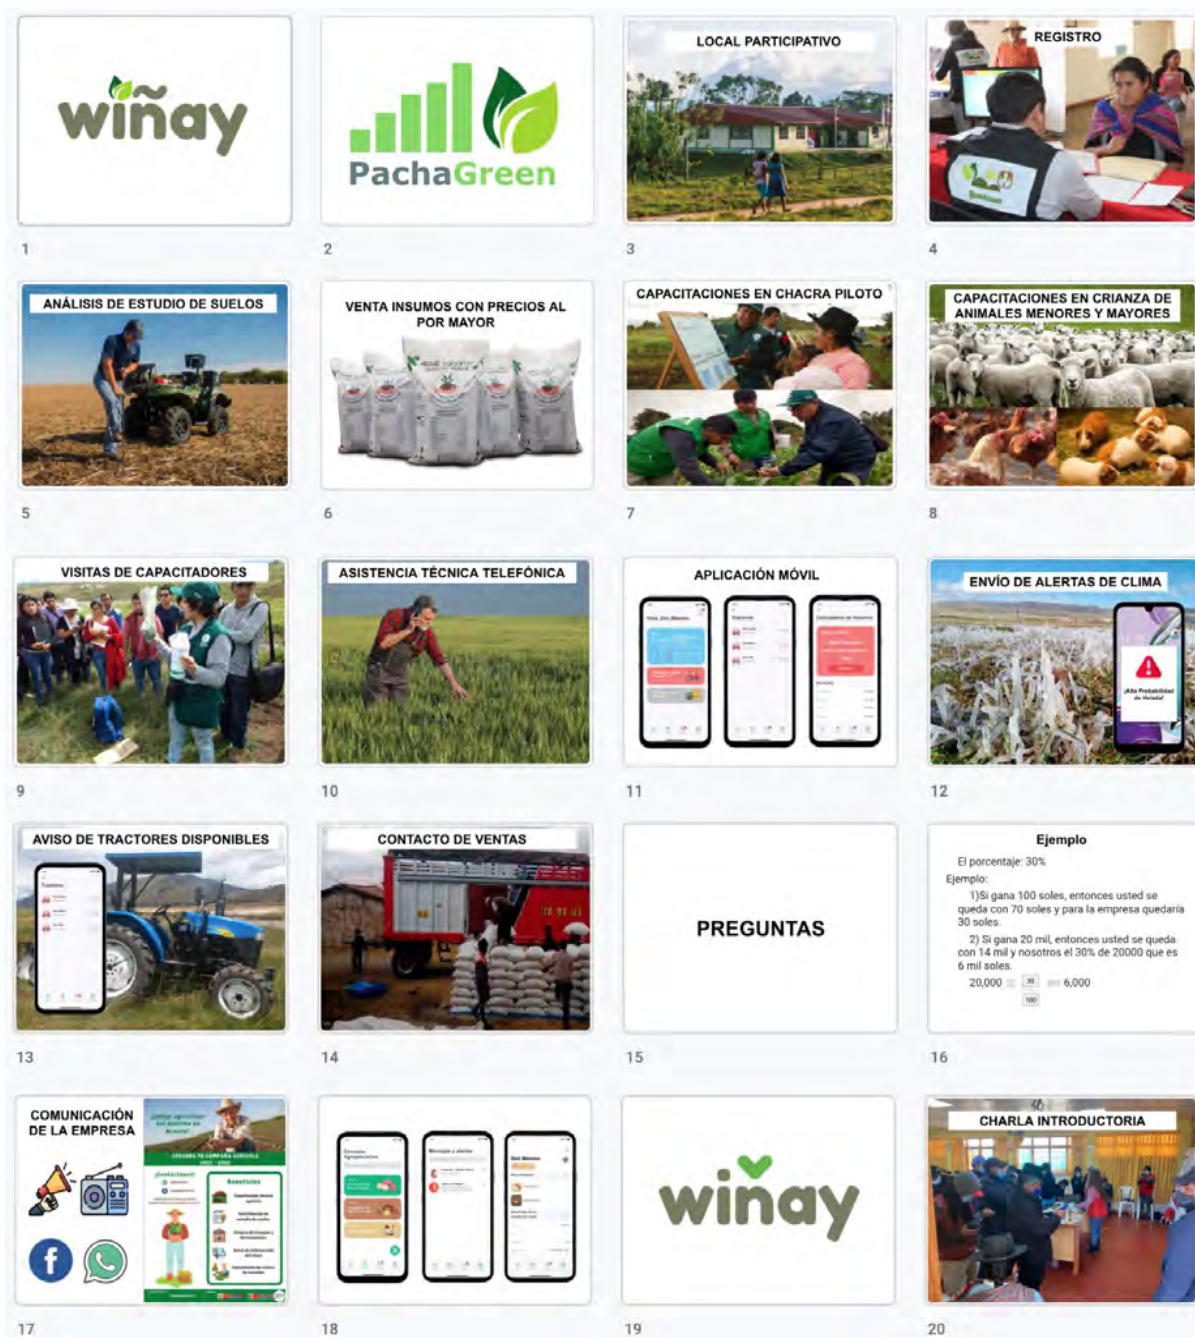 wiñay
PachaGreen
LOCAL PARTICIPATIVO
REGISTRO
1
2
3
4
ANÁLISIS DE ESTUDIO DE SUELOS
VENTA INSUMOS CON PRECIOS AL
POR MAYOR
CAPACITACIONES EN CHACRA PILOTO
CAPACITACIONES EN CRIANZA DE
ANIMALES MENORES Y MAYORES
5
6
7
8
VISITAS DE CAPACITADORES
ASISTENCIA TÉCNICA TELEFÓNICA
APLICACIÓN MÓVIL
ENVÍO DE ALERTAS DE CLIMA
¡Alta Probabilidad
de Helada!
9
10
11
12
AVISO DE TRACTORES DISPONIBLES
CONTACTO DE VENTAS
PREGUNTAS
Ejemplo
El porcentaje: 30%
Ejemplo:
1)Si gana 100 soles, entonces usted se
queda con 70 soles y para la empresa quedaría
30 soles.
2) Si gana 20 mil, entonces usted se queda
con 14 mil y nosotros el 30% de 20000 que es
6 mil soles.
20,000 30 6,000
100
13
14
15
16
COMUNICACIÓN
DE LA EMPRESA
Beneficios
wiñay
CHARLA INTRODUCTORIA
17
18
19
20